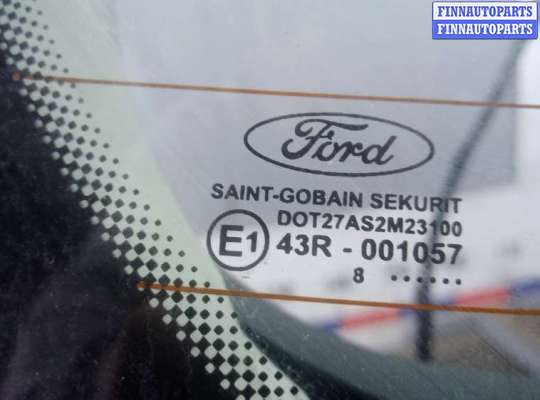 FINNAUTOPARTS
FINNAUTOPARTS
Ford
SAINT-GOBAIN SEKURIT
DOT27AS2M23100
E1 43R - 001057
8 ••••••